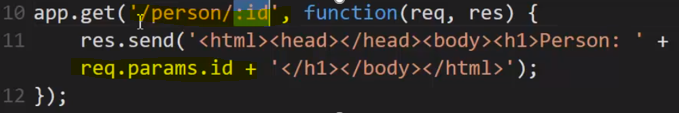 10 app.get('/person/:id', function(req, res) {
11 res.send('<html><head></head><body><h1>Person: ' +
req.params.id + '</h1></body></html>');
12 });